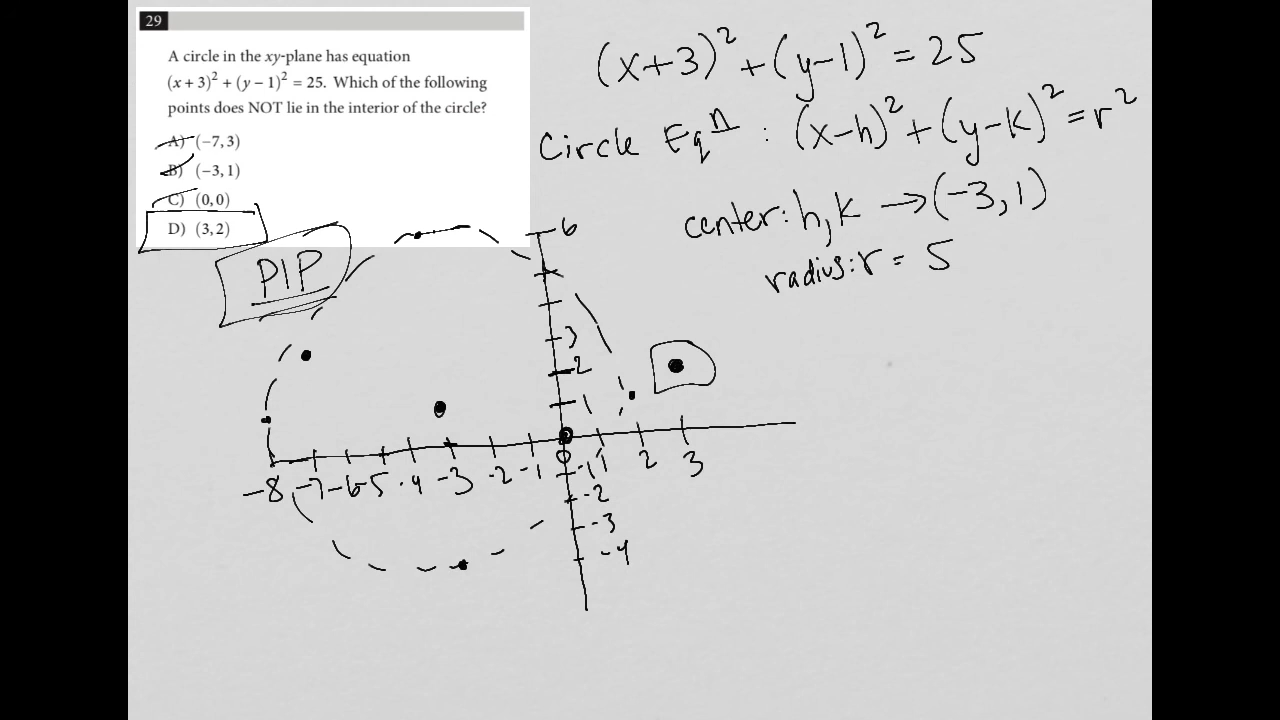 29
A circle in the xy-plane has equation
(x + 3)² + (y − 1)² = 25. Which of the following
points does NOT lie in the interior of the circle?
A) (−7, 3)
B) (−3, 1)
C) (0, 0)
D) (3, 2)
(x+3)² + (y−1)² = 25
Circle Eqⁿ : (x−h)² + (y−k)² = r²
center: h, k → (−3, 1)
radius: r = 5
PIP
6
3
2
1
0
-8 -7 -6 -5 -4 -3 -2 -1 1 2 3
-1
-2
-3
-4